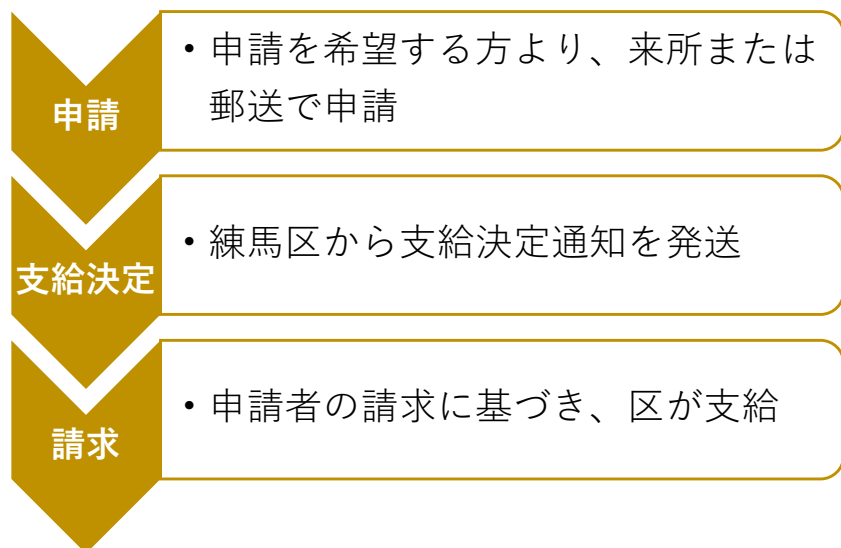 申請
• 申請を希望する方より、来所または
郵送で申請
支給決定
• 練馬区から支給決定通知を発送
請求
• 申請者の請求に基づき、区が支給